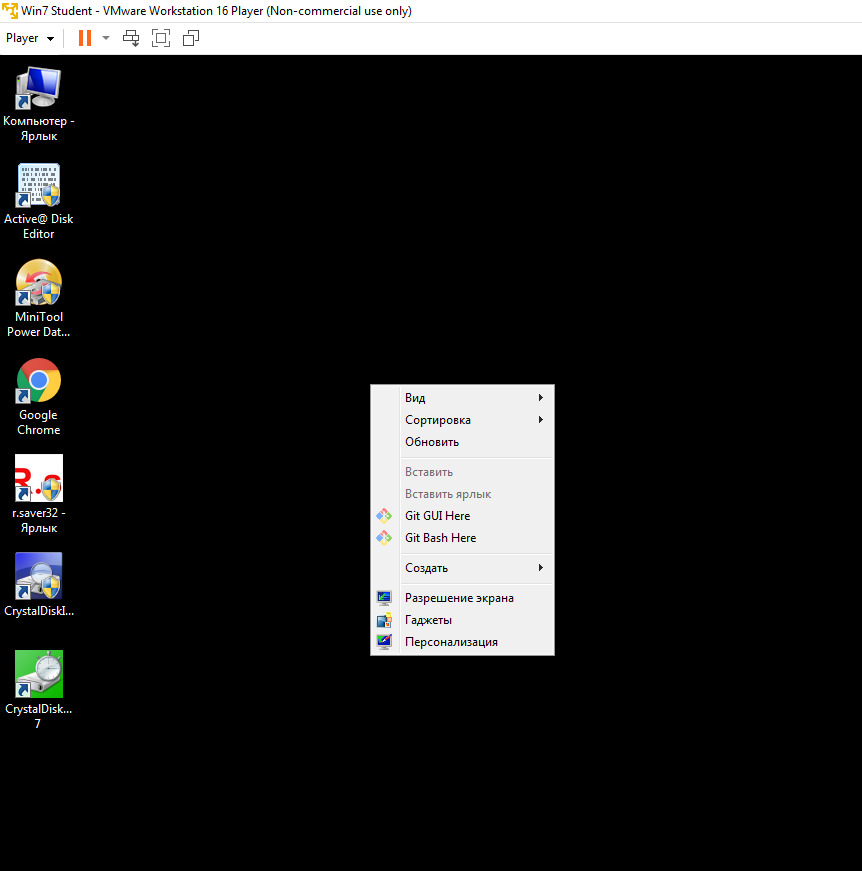 Win7 Student - VMware Workstation 16 Player (Non-commercial use only)
Player
Компьютер -
Ярлык
Active@ Disk
Editor
MiniTool
Power Dat...
Google
Chrome
R.s
r.saver32 -
Ярлык
CrystalDiskI...
CrystalDisk...
7
Вид
Сортировка
Обновить
Вставить
Вставить ярлык
Git GUI Here
Git Bash Here
Создать
Разрешение экрана
Гаджеты
Персонализация